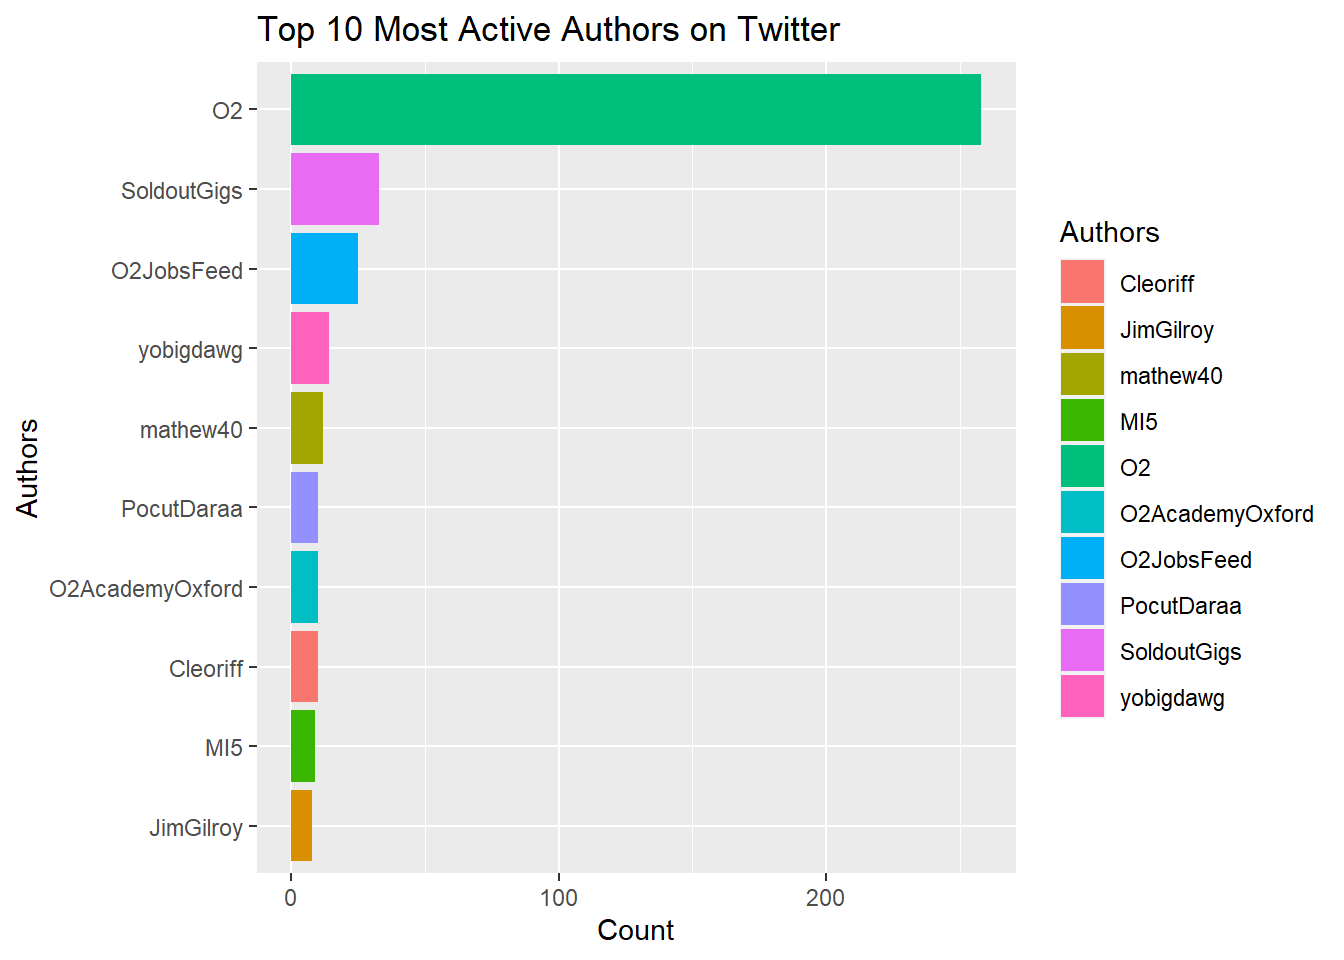 Top 10 Most Active Authors on Twitter
Authors
O2
SoldoutGigs
O2JobsFeed
yobigdawg
mathew40
PocutDaraa
O2AcademyOxford
Cleoriff
MI5
JimGilroy
0 100 200
Count
Authors
Cleoriff
JimGilroy
mathew40
MI5
O2
O2AcademyOxford
O2JobsFeed
PocutDaraa
SoldoutGigs
yobigdawg